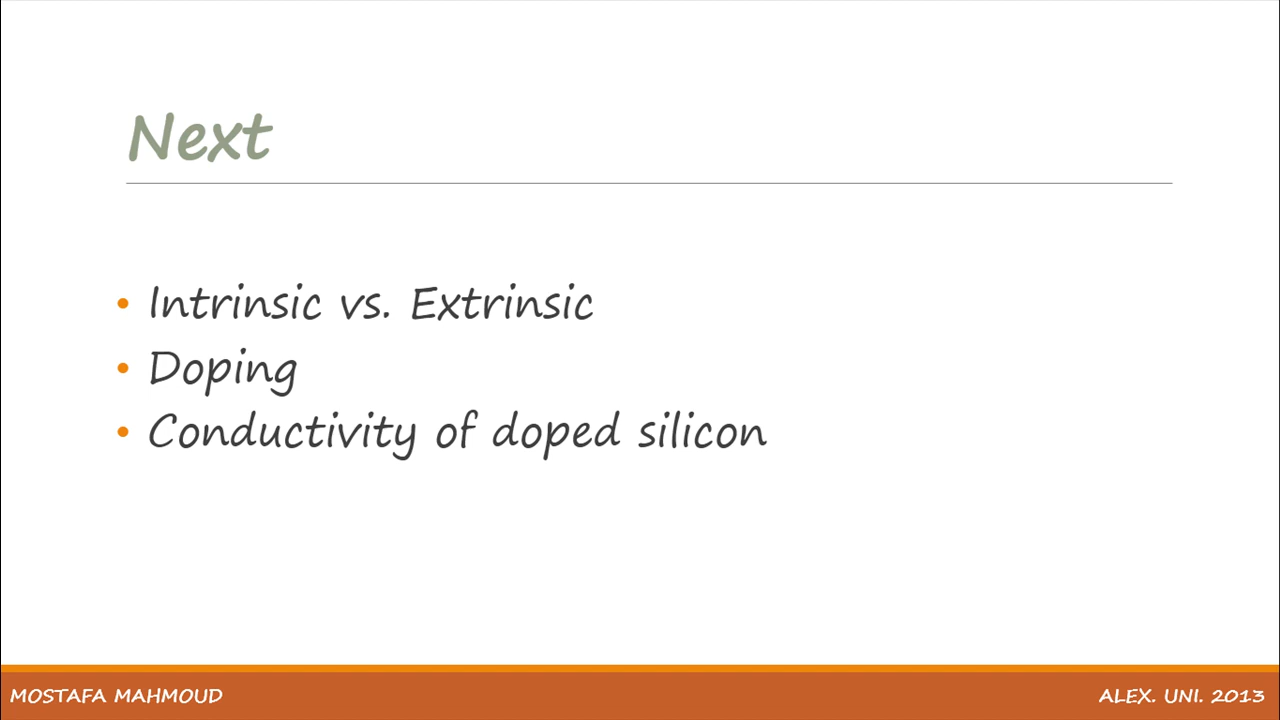 Next
• Intrinsic vs. Extrinsic
• Doping
• Conductivity of doped silicon
MOSTAFA MAHMOUD
ALEX. UNI. 2013